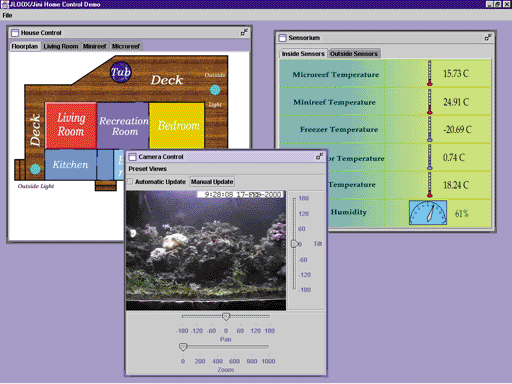 JLOOX/Jini Home Control Demo
File
House Control
Floorplan Living Room Minireef Microreef
Tub
Deck
Outside
Light
Deck
Living
Room
Recreation
Room
Bedroom
Kitchen
Outside Light
Sensorium
Inside Sensors Outside Sensors
Microreef Temperature 15.73 C
Minireef Temperature 24.91 C
Freezer Temperature -20.69 C
or Temperature 0.74 C
Temperature 18.24 C
Humidity 61%
Camera Control
Preset Views
Automatic Update Manual Update
9:28:08 17-FEB-2000
180
120
60
0 Tilt
-60
-120
-180
-180 -120 -60 0 60 120 180
Pan
0 200 400 600 800 1000
Zoom